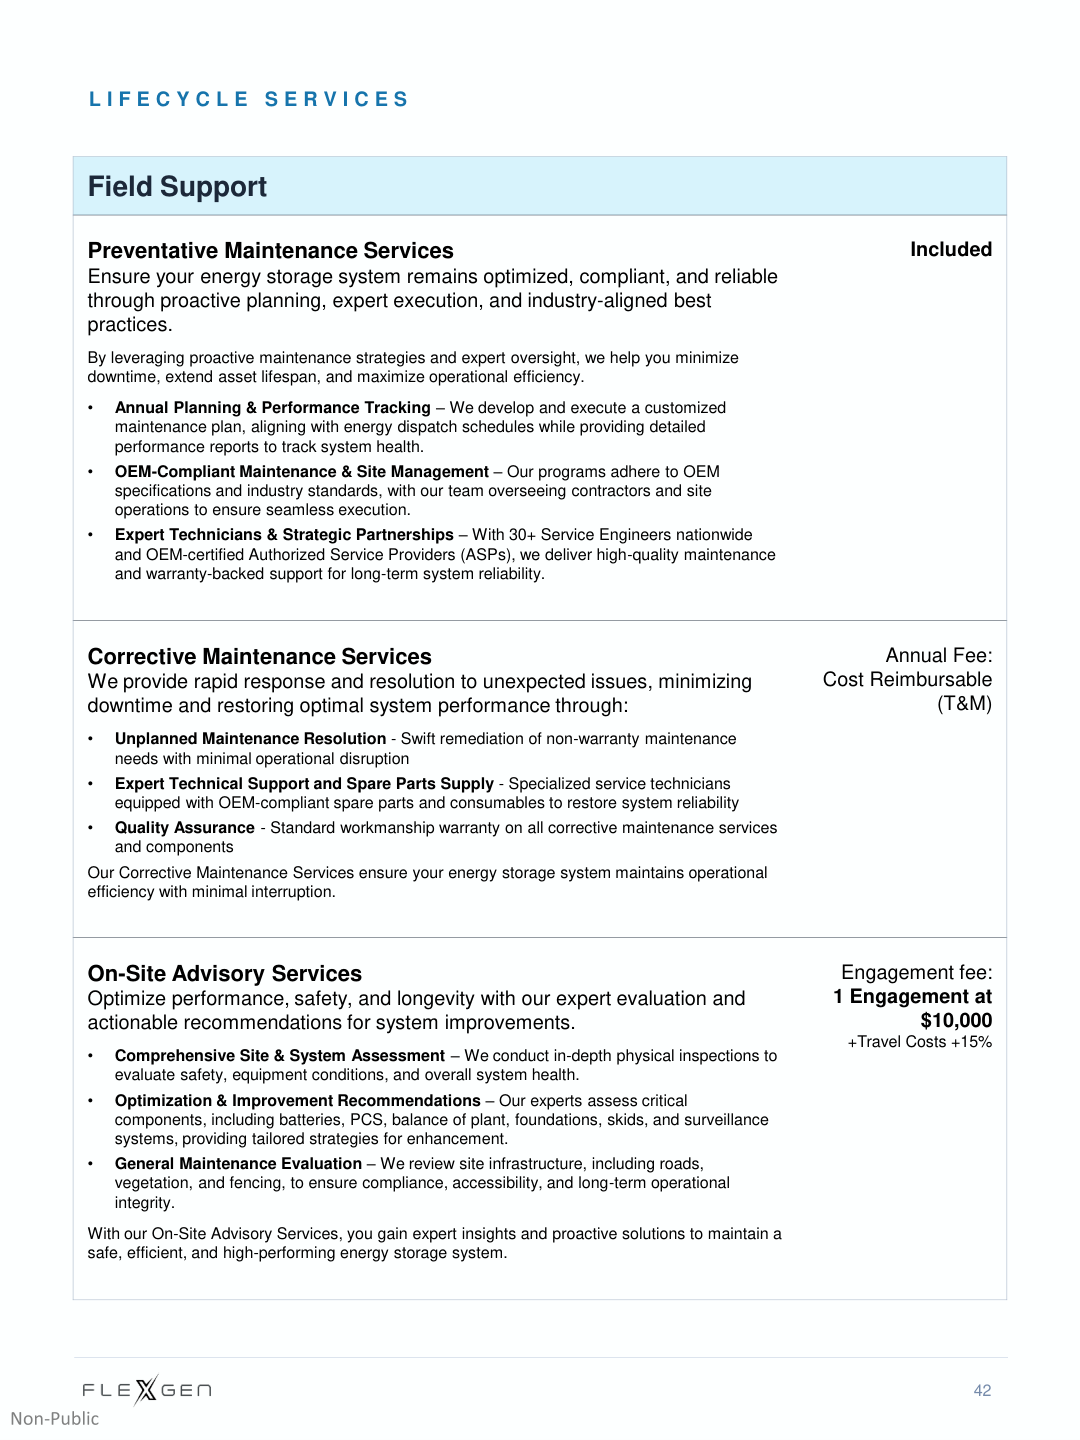 LIFECYCLE SERVICES
Field Support
Preventative Maintenance Services
Included
Ensure your energy storage system remains optimized, compliant, and reliable
through proactive planning, expert execution, and industry-aligned best
practices.
By leveraging proactive maintenance strategies and expert oversight, we help you minimize
downtime, extend asset lifespan, and maximize operational efficiency.
• Annual Planning & Performance Tracking – We develop and execute a customized
maintenance plan, aligning with energy dispatch schedules while providing detailed
performance reports to track system health.
• OEM-Compliant Maintenance & Site Management – Our programs adhere to OEM
specifications and industry standards, with our team overseeing contractors and site
operations to ensure seamless execution.
• Expert Technicians & Strategic Partnerships – With 30+ Service Engineers nationwide
and OEM-certified Authorized Service Providers (ASPs), we deliver high-quality maintenance
and warranty-backed support for long-term system reliability.
Corrective Maintenance Services
Annual Fee:
Cost Reimbursable
(T&M)
We provide rapid response and resolution to unexpected issues, minimizing
downtime and restoring optimal system performance through:
• Unplanned Maintenance Resolution - Swift remediation of non-warranty maintenance
needs with minimal operational disruption
• Expert Technical Support and Spare Parts Supply - Specialized service technicians
equipped with OEM-compliant spare parts and consumables to restore system reliability
• Quality Assurance - Standard workmanship warranty on all corrective maintenance services
and components
Our Corrective Maintenance Services ensure your energy storage system maintains operational
efficiency with minimal interruption.
On-Site Advisory Services
Engagement fee:
1 Engagement at
$10,000
+Travel Costs +15%
Optimize performance, safety, and longevity with our expert evaluation and
actionable recommendations for system improvements.
• Comprehensive Site & System Assessment – We conduct in-depth physical inspections to
evaluate safety, equipment conditions, and overall system health.
• Optimization & Improvement Recommendations – Our experts assess critical
components, including batteries, PCS, balance of plant, foundations, skids, and surveillance
systems, providing tailored strategies for enhancement.
• General Maintenance Evaluation – We review site infrastructure, including roads,
vegetation, and fencing, to ensure compliance, accessibility, and long-term operational
integrity.
With our On-Site Advisory Services, you gain expert insights and proactive solutions to maintain a
safe, efficient, and high-performing energy storage system.
FLEXGEN
42
Non-Public